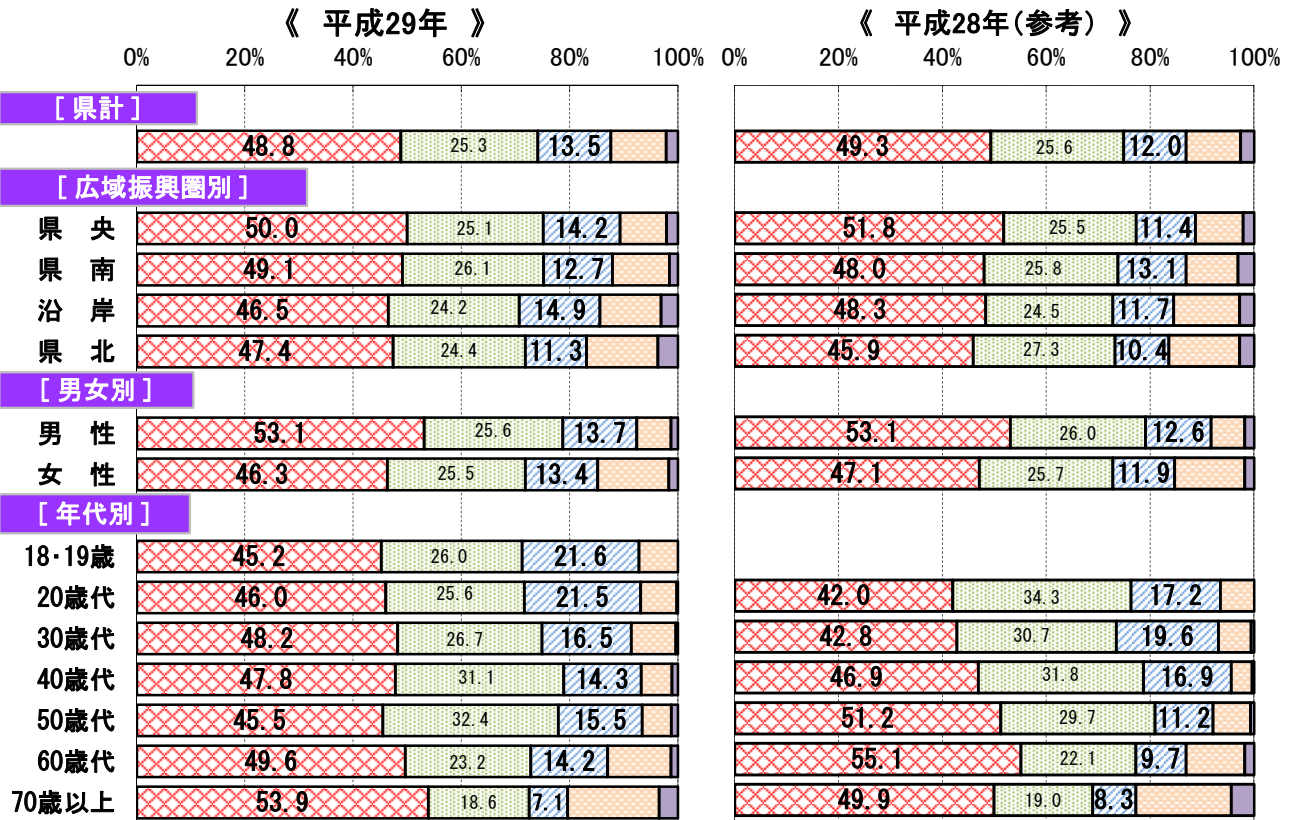 《 平成29年 》 《 平成28年(参考) 》
0% 20% 40% 60% 80% 100% 0% 20% 40% 60% 80% 100%
[ 県計 ]
48.8 25.3 13.5 49.3 25.6 12.0
[ 広域振興圏別 ]
県 央 50.0 25.1 14.2 51.8 25.5 11.4
県 南 49.1 26.1 12.7 48.0 25.8 13.1
沿 岸 46.5 24.2 14.9 48.3 24.5 11.7
県 北 47.4 24.4 11.3 45.9 27.3 10.4
[ 男女別 ]
男 性 53.1 25.6 13.7 53.1 26.0 12.6
女 性 46.3 25.5 13.4 47.1 25.7 11.9
[ 年代別 ]
18・19歳 45.2 26.0 21.6
20歳代 46.0 25.6 21.5 42.0 34.3 17.2
30歳代 48.2 26.7 16.5 42.8 30.7 19.6
40歳代 47.8 31.1 14.3 46.9 31.8 16.9
50歳代 45.5 32.4 15.5 51.2 29.7 11.2
60歳代 49.6 23.2 14.2 55.1 22.1 9.7
70歳以上 53.9 18.6 7.1 49.9 19.0 8.3